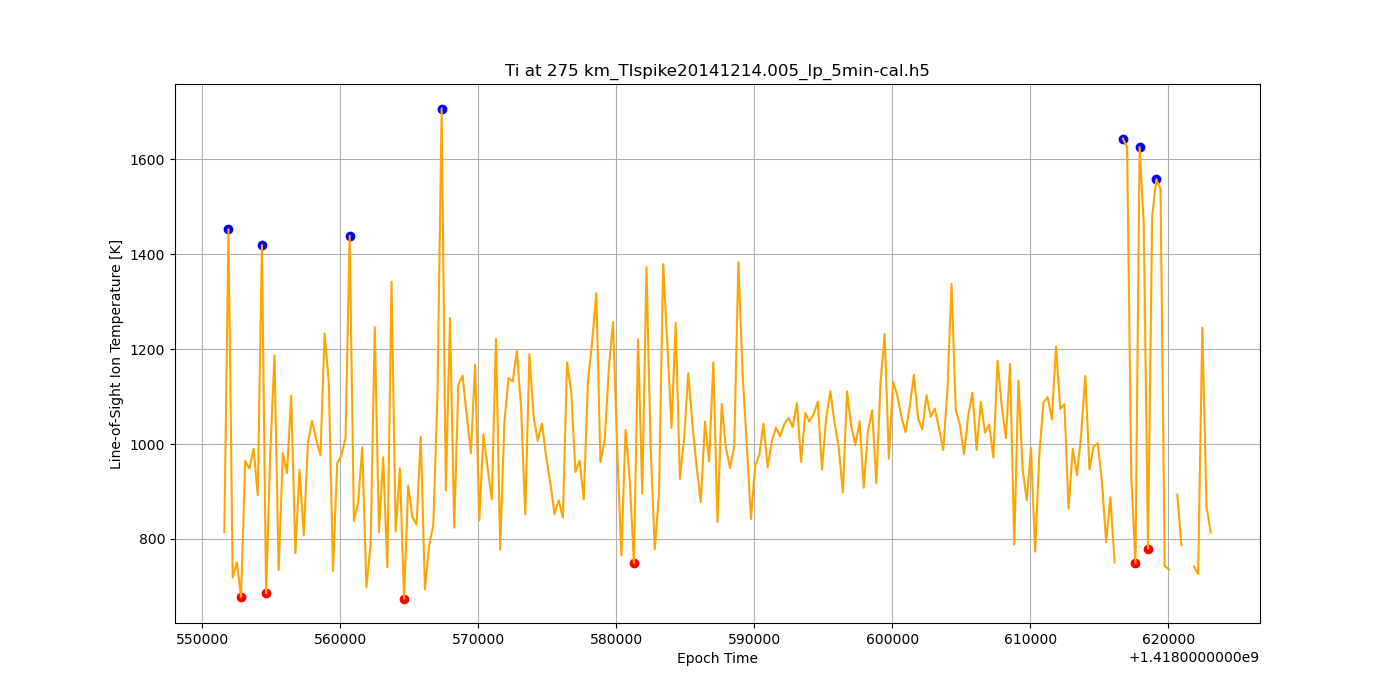 Ti at 275 km_TIspike20141214.005_lp_5min-cal.h5
Line-of-Sight Ion Temperature [K]
1600
1400
1200
1000
800
550000 560000 570000 580000 590000 600000 610000 620000
Epoch Time
+1.4180000000e9